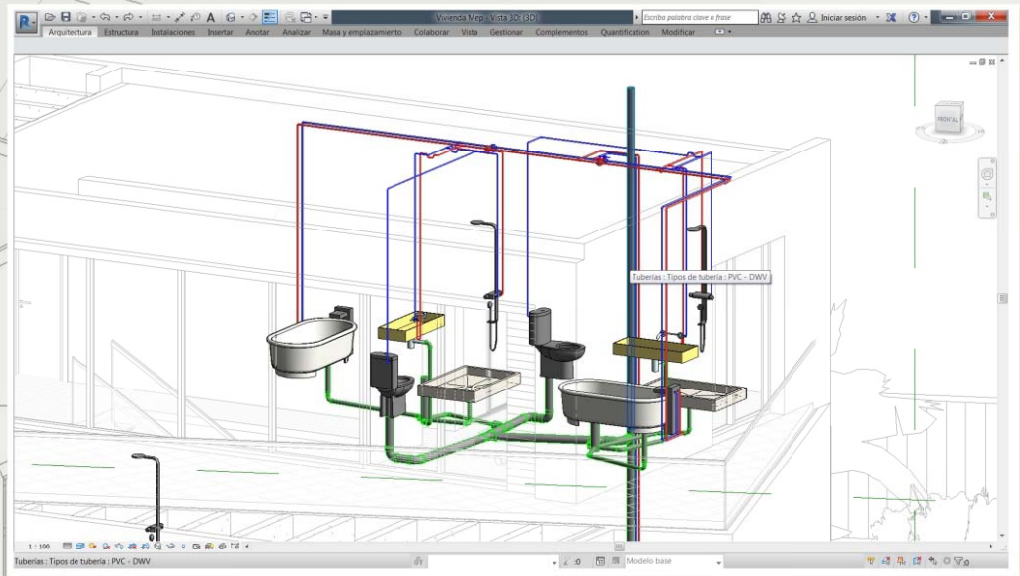 Vivienda Mep - Vista 3D: {3D}
Escriba palabra clave o frase
Iniciar sesión
Arquitectura Estructura Instalaciones Insertar Anotar Analizar Masa y emplazamiento Colaborar Vista Gestionar Complementos Quantification Modificar
FRONTAL
Tuberías : Tipos de tubería : PVC - DWV
1 : 100
Tuberías : Tipos de tubería : PVC - DWV
:0
Modelo base
:0